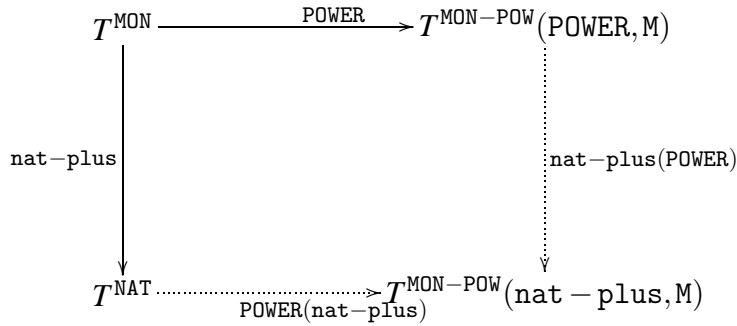 POWER
T^MON T^MON−POW(POWER, M)
nat−plus nat−plus(POWER)
T^NAT T^MON−POW(nat−plus, M)
POWER(nat−plus)